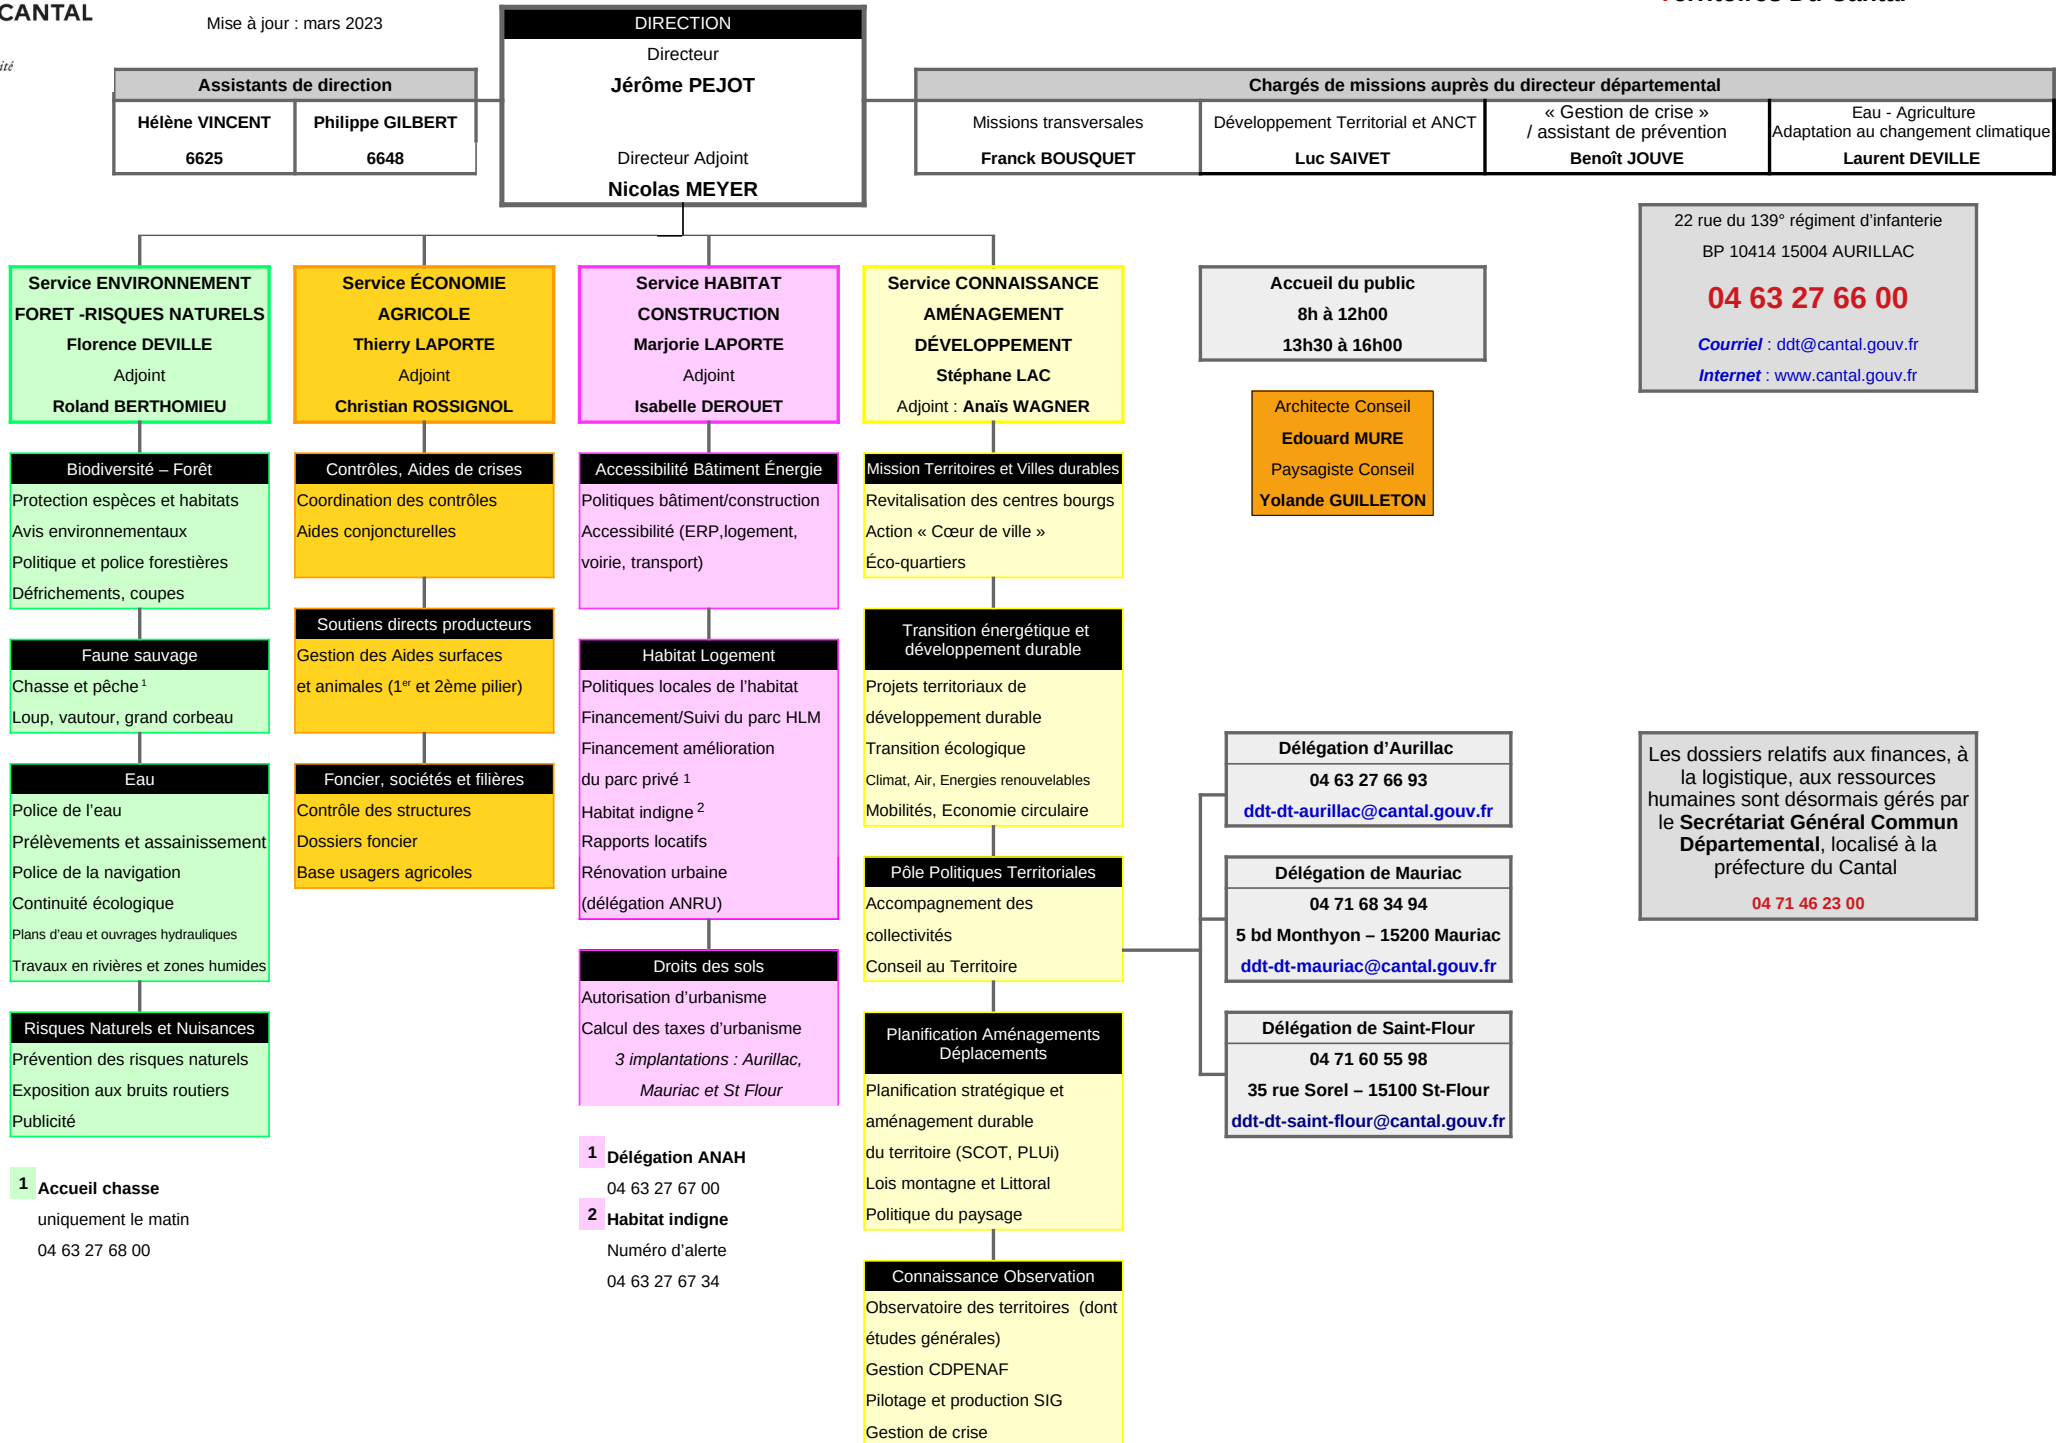 CANTAL
ité
Mise à jour : mars 2023
Territoires Du Cantal
DIRECTION
Directeur
Jérôme PEJOT
Directeur Adjoint
Nicolas MEYER
Assistants de direction
Hélène VINCENT
6625
Philippe GILBERT
6648
Chargés de missions auprès du directeur départemental
Missions transversales
Franck BOUSQUET
Développement Territorial et ANCT
Luc SAIVET
« Gestion de crise »
/ assistant de prévention
Benoît JOUVE
Eau - Agriculture
Adaptation au changement climatique
Laurent DEVILLE
22 rue du 139° régiment d'infanterie
BP 10414 15004 AURILLAC
04 63 27 66 00
Courriel : ddt@cantal.gouv.fr
Internet : www.cantal.gouv.fr
Service ENVIRONNEMENT
FORET -RISQUES NATURELS
Florence DEVILLE
Adjoint
Roland BERTHOMIEU
Biodiversité – Forêt
Protection espèces et habitats
Avis environnementaux
Politique et police forestières
Défrichements, coupes
Faune sauvage
Chasse et pêche 1
Loup, vautour, grand corbeau
Eau
Police de l'eau
Prélèvements et assainissement
Police de la navigation
Continuité écologique
Plans d'eau et ouvrages hydrauliques
Travaux en rivières et zones humides
Risques Naturels et Nuisances
Prévention des risques naturels
Exposition aux bruits routiers
Publicité
1 Accueil chasse
uniquement le matin
04 63 27 68 00
Service ÉCONOMIE
AGRICOLE
Thierry LAPORTE
Adjoint
Christian ROSSIGNOL
Contrôles, Aides de crises
Coordination des contrôles
Aides conjoncturelles
Soutiens directs producteurs
Gestion des Aides surfaces
et animales (1er et 2ème pilier)
Foncier, sociétés et filières
Contrôle des structures
Dossiers foncier
Base usagers agricoles
Service HABITAT
CONSTRUCTION
Marjorie LAPORTE
Adjoint
Isabelle DEROUET
Accessibilité Bâtiment Énergie
Politiques bâtiment/construction
Accessibilité (ERP,logement,
voirie, transport)
Habitat Logement
Politiques locales de l'habitat
Financement/Suivi du parc HLM
Financement amélioration
du parc privé 1
Habitat indigne 2
Rapports locatifs
Rénovation urbaine
(délégation ANRU)
Droits des sols
Autorisation d'urbanisme
Calcul des taxes d'urbanisme
3 implantations : Aurillac,
Mauriac et St Flour
1 Délégation ANAH
04 63 27 67 00
2 Habitat indigne
Numéro d'alerte
04 63 27 67 34
Service CONNAISSANCE
AMÉNAGEMENT
DÉVELOPPEMENT
Stéphane LAC
Adjoint : Anaïs WAGNER
Mission Territoires et Villes durables
Revitalisation des centres bourgs
Action « Cœur de ville »
Éco-quartiers
Transition énergétique et
développement durable
Projets territoriaux de
développement durable
Transition écologique
Climat, Air, Energies renouvelables
Mobilités, Economie circulaire
Pôle Politiques Territoriales
Accompagnement des
collectivités
Conseil au Territoire
Planification Aménagements
Déplacements
Planification stratégique et
aménagement durable
du territoire (SCOT, PLUi)
Lois montagne et Littoral
Politique du paysage
Connaissance Observation
Observatoire des territoires (dont
études générales)
Gestion CDPENAF
Pilotage et production SIG
Gestion de crise
Accueil du public
8h à 12h00
13h30 à 16h00
Architecte Conseil
Edouard MURE
Paysagiste Conseil
Yolande GUILLETON
Délégation d'Aurillac
04 63 27 66 93
ddt-dt-aurillac@cantal.gouv.fr
Délégation de Mauriac
04 71 68 34 94
5 bd Monthyon – 15200 Mauriac
ddt-dt-mauriac@cantal.gouv.fr
Délégation de Saint-Flour
04 71 60 55 98
35 rue Sorel – 15100 St-Flour
ddt-dt-saint-flour@cantal.gouv.fr
Les dossiers relatifs aux finances, à
la logistique, aux ressources
humaines sont désormais gérés par
le Secrétariat Général Commun
Départemental, localisé à la
préfecture du Cantal
04 71 46 23 00